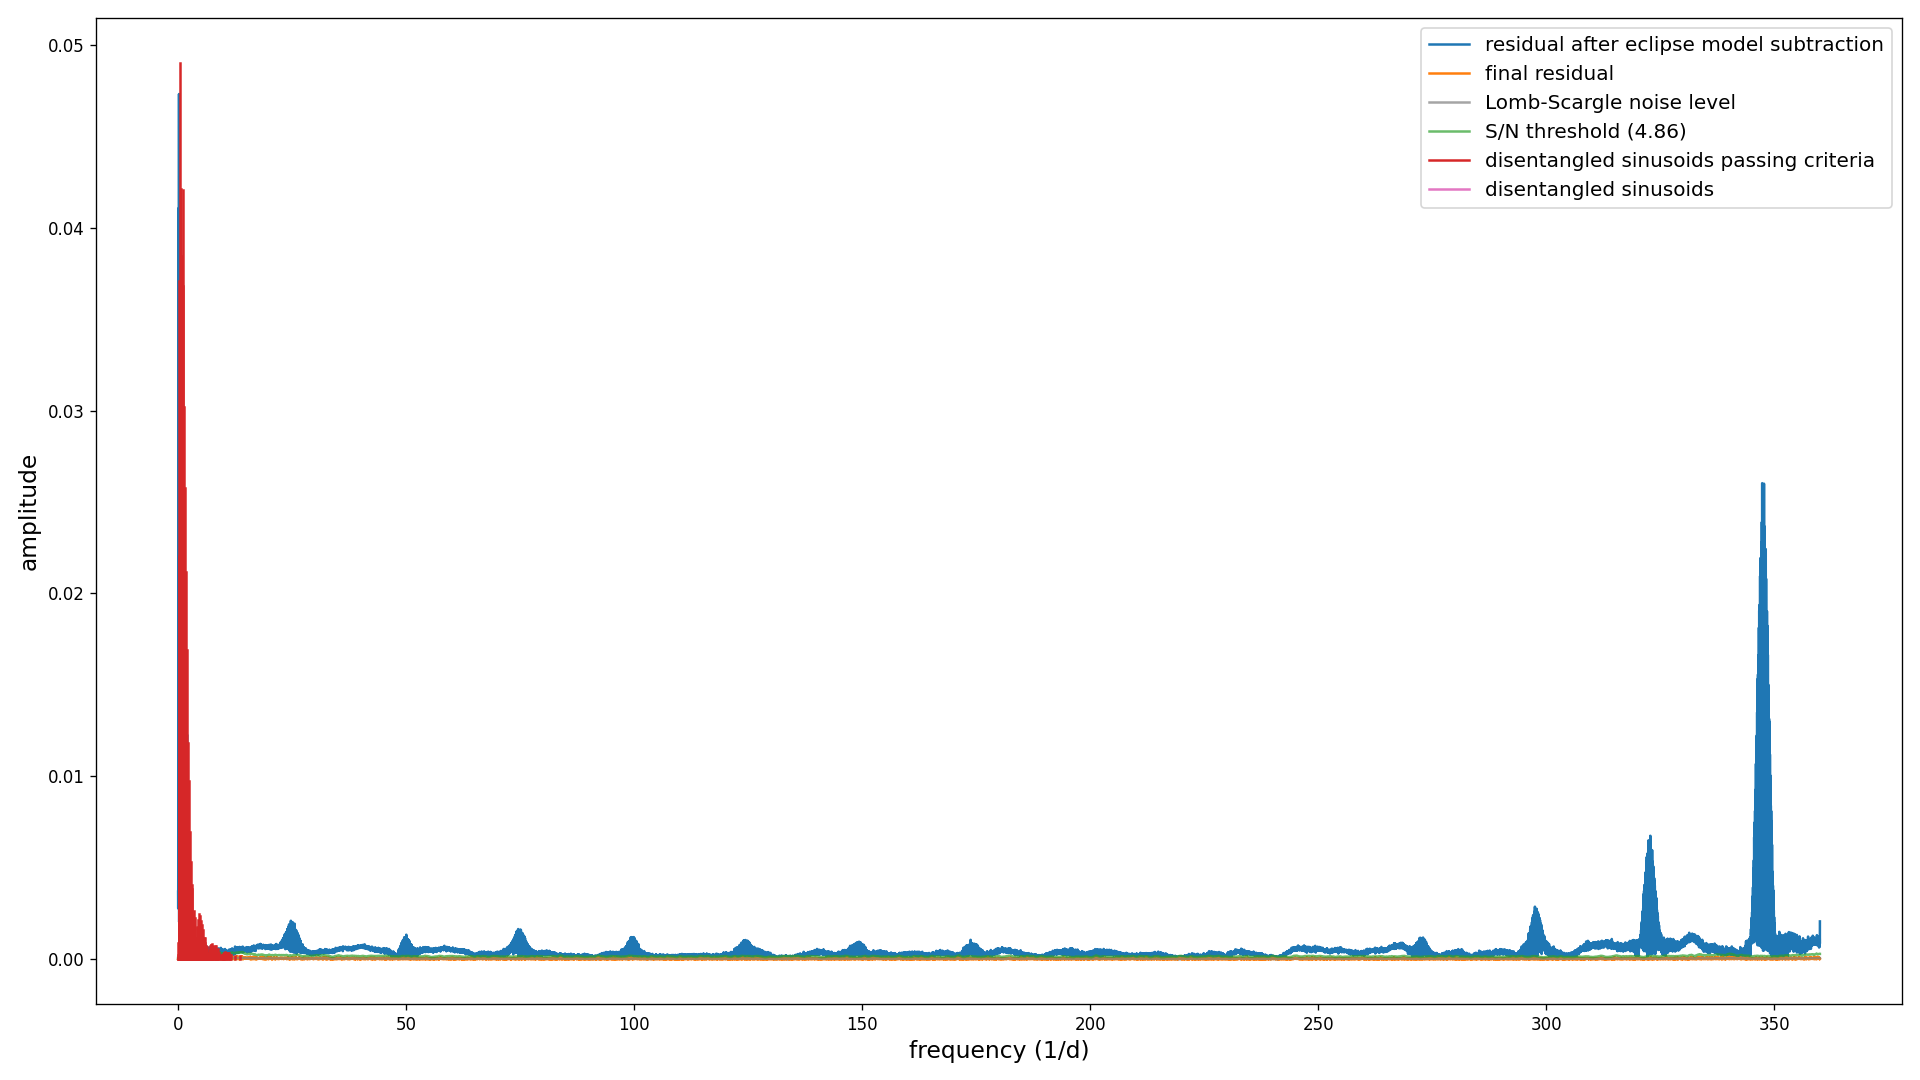 residual after eclipse model subtraction
final residual
Lomb-Scargle noise level
S/N threshold (4.86)
disentangled sinusoids passing criteria
disentangled sinusoids
0.05
0.04
0.03
0.02
0.01
0.00
amplitude
0 50 100 150 200 250 300 350
frequency (1/d)